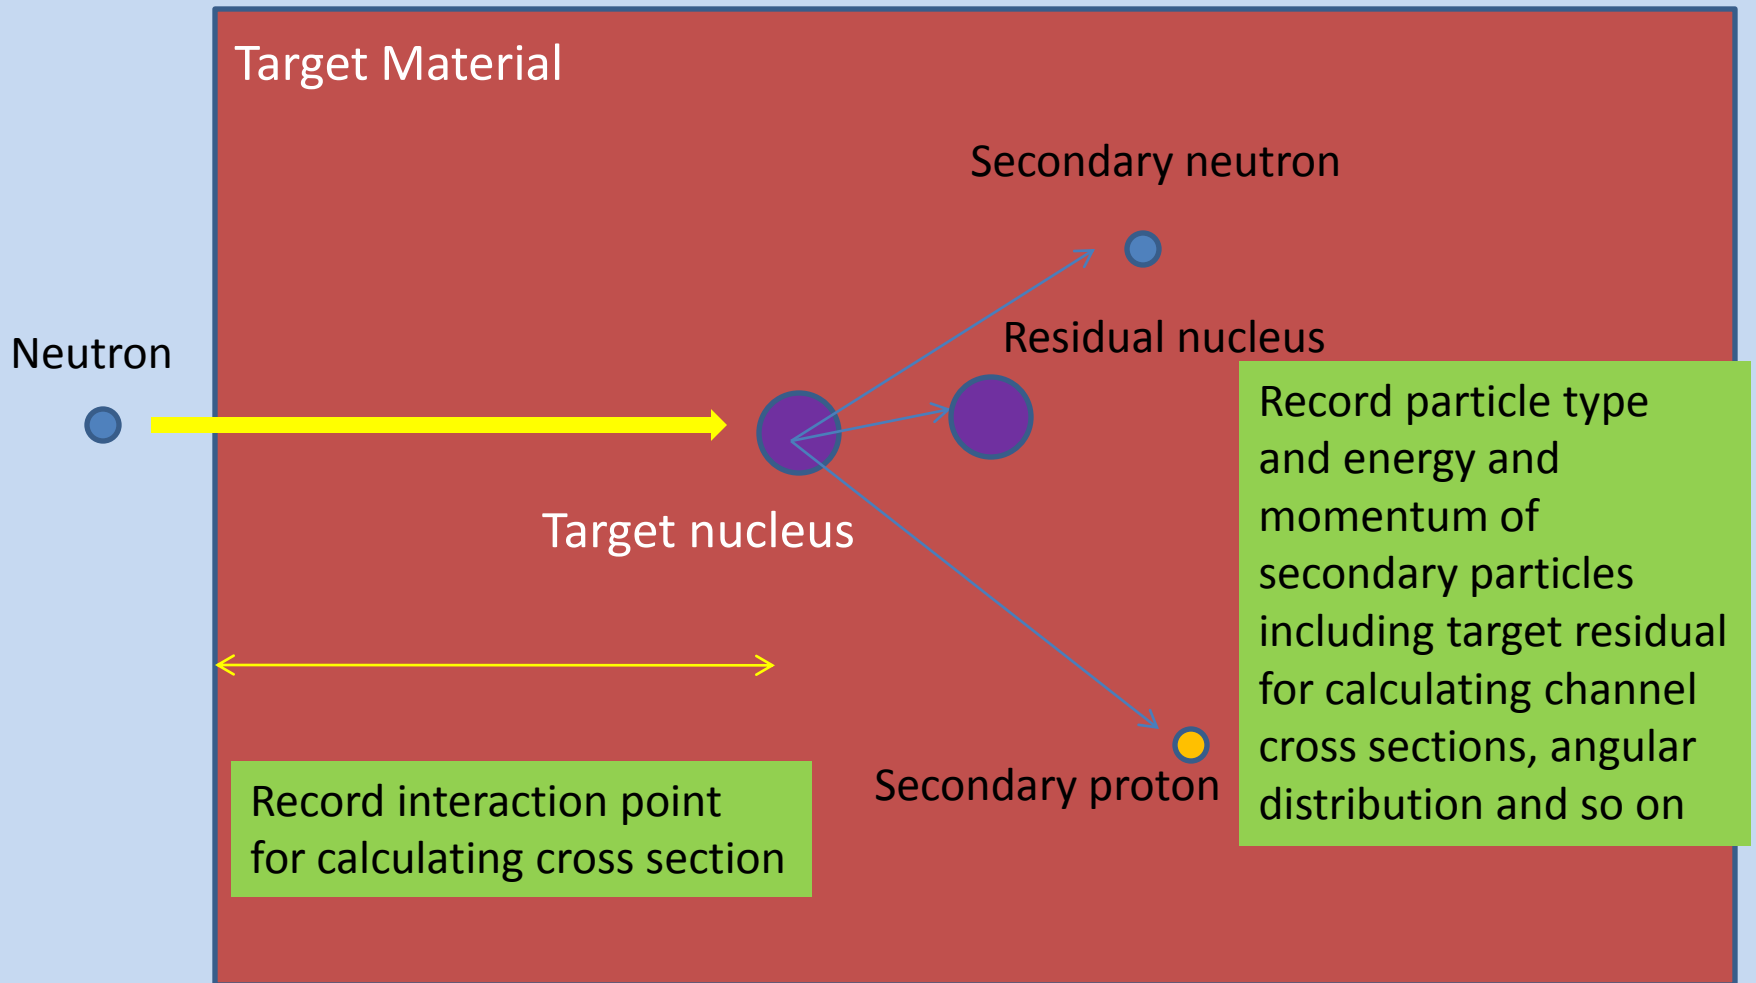 Target Material
Secondary neutron
Neutron
Residual nucleus
Target nucleus
Record particle type
and energy and
momentum of
secondary particles
including target residual
for calculating channel
cross sections, angular
distribution and so on
Secondary proton
Record interaction point
for calculating cross section